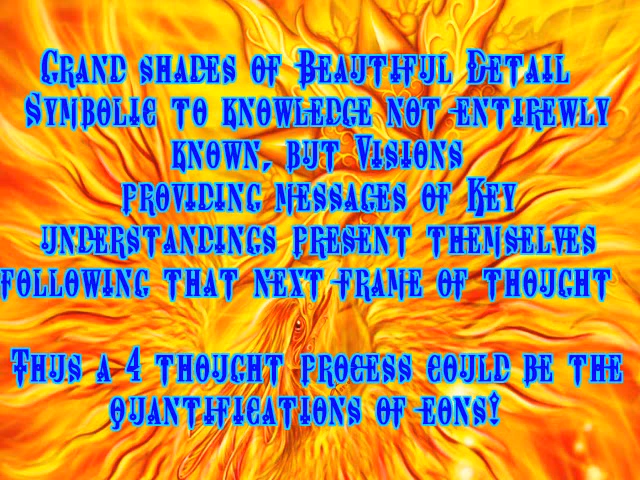 Grand shades of Beautiful Detail
Symbolic to knowledge not entirewly
known, but Visions
providing messages of Key
understandings present themselves
following that next frame of thought
Thus a 4 thought process could be the
quantifications of eons!